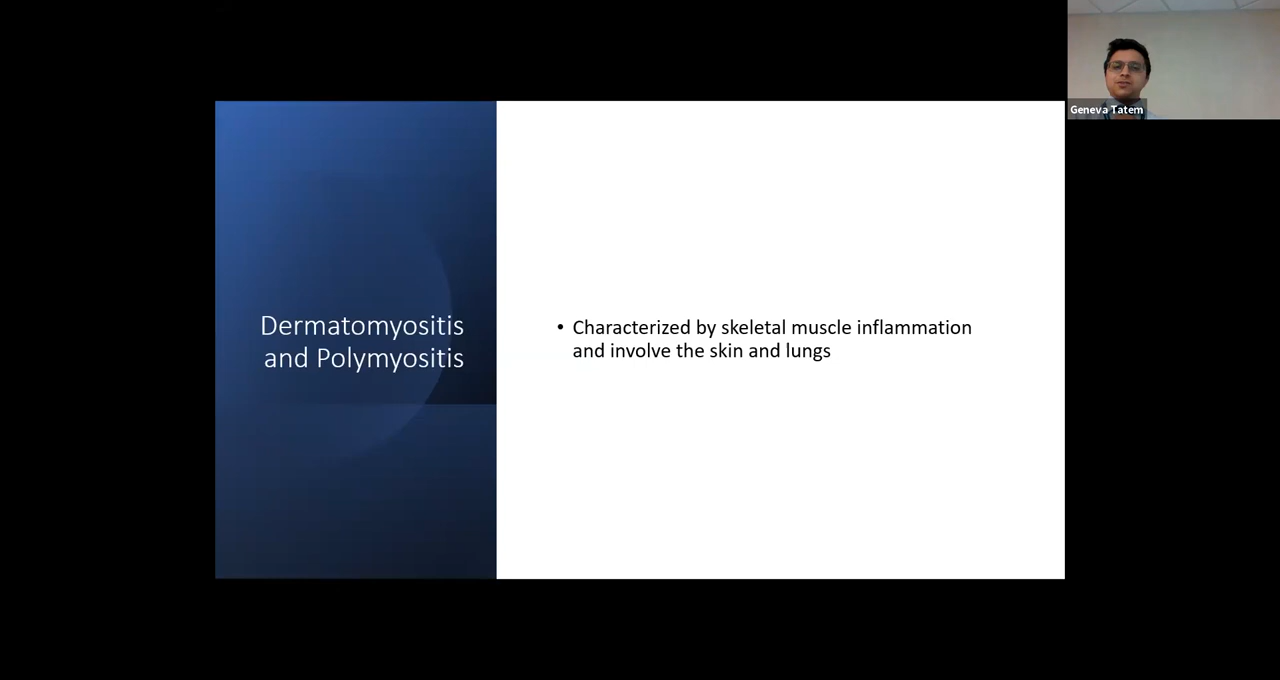 Geneva Tatem
Dermatomyositis
and Polymyositis
• Characterized by skeletal muscle inflammation
and involve the skin and lungs